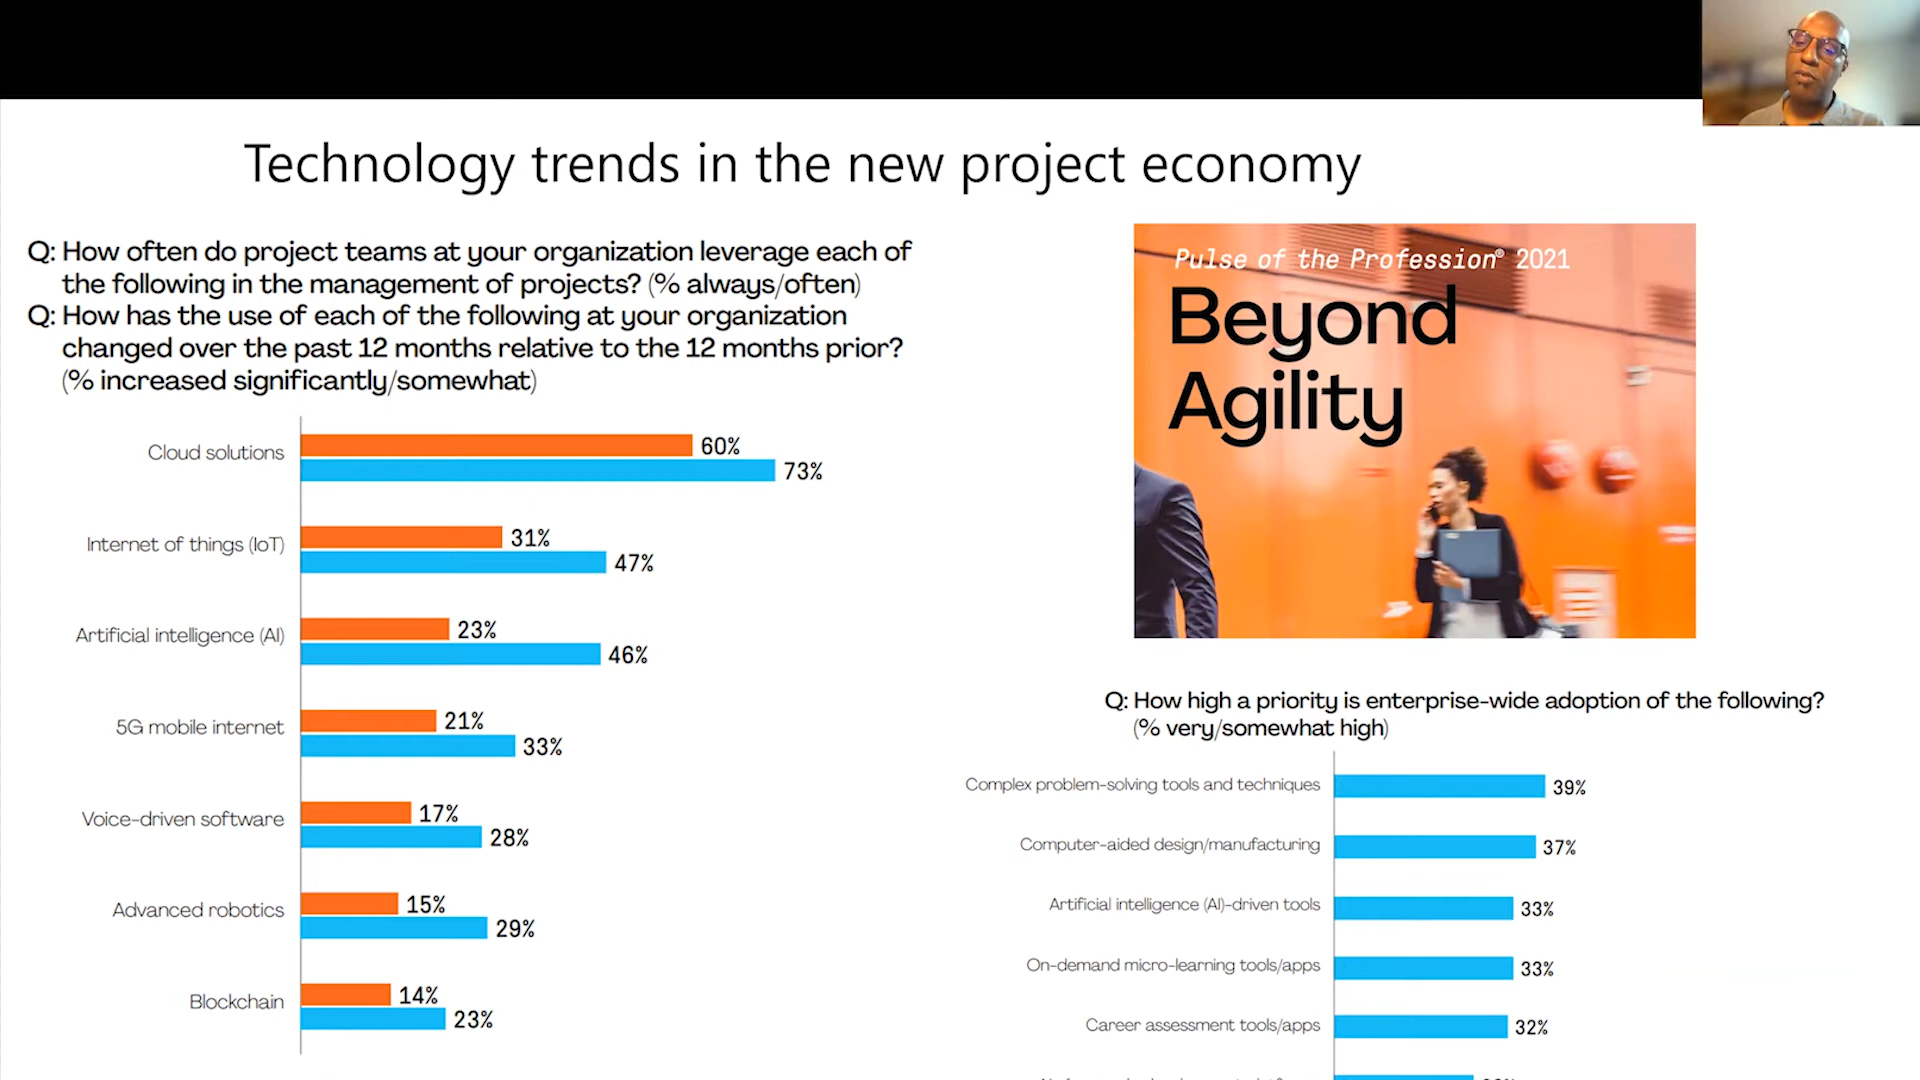 Technology trends in the new project economy
Q: How often do project teams at your organization leverage each of
the following in the management of projects? (% always/often)
Q: How has the use of each of the following at your organization
changed over the past 12 months relative to the 12 months prior?
(% increased significantly/somewhat)
Cloud solutions
60%
73%
Internet of things (IoT)
31%
47%
Artificial intelligence (AI)
23%
46%
5G mobile internet
21%
33%
Voice-driven software
17%
28%
Advanced robotics
15%
29%
Blockchain
14%
23%
Pulse of the Profession® 2021
Beyond
Agility
Q: How high a priority is enterprise-wide adoption of the following?
(% very/somewhat high)
Complex problem-solving tools and techniques
39%
Computer-aided design/manufacturing
37%
Artificial intelligence (AI)-driven tools
33%
On-demand micro-learning tools/apps
33%
Career assessment tools/apps
32%